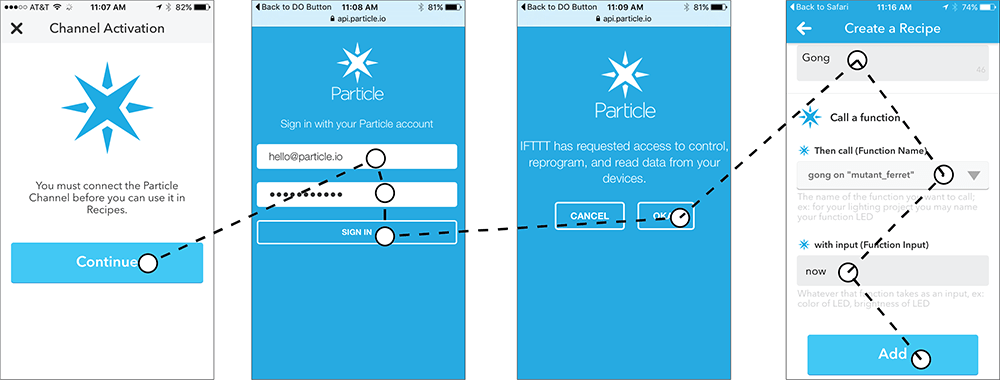 AT&T 11:07 AM 82%
Channel Activation
You must connect the Particle
Channel before you can use it in
Recipes.
Continue
Back to DO Button 11:08 AM 81%
api.particle.io
Particle
Sign in with your Particle account
hello@particle.io
SIGN IN
Back to DO Button 11:09 AM 81%
api.particle.io
Particle
IFTTT has requested access to control,
reprogram, and read data from your
devices.
CANCEL
Back to Safari 11:16 AM 74%
Create a Recipe
Gong
46
Call a function
Then call (Function Name)
gong on "mutant_ferret"
The name of the function you want to call;
ex: for your lighting project you may name
your function LED
with input (Function Input)
now
Whatever that function takes as an input, ex:
color of LED, brightness of LED
Add